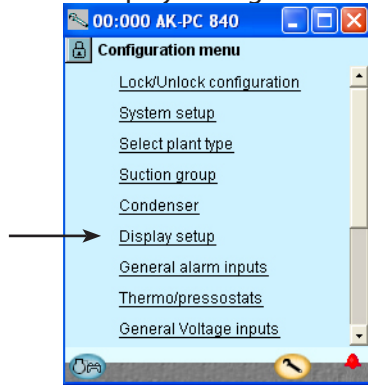 00:000 AK-PC 840
Configuration menu
Lock/Unlock configuration
System setup
Select plant type
Suction group
Condenser
Display setup
General alarm inputs
Thermo/pressostats
General Voltage inputs